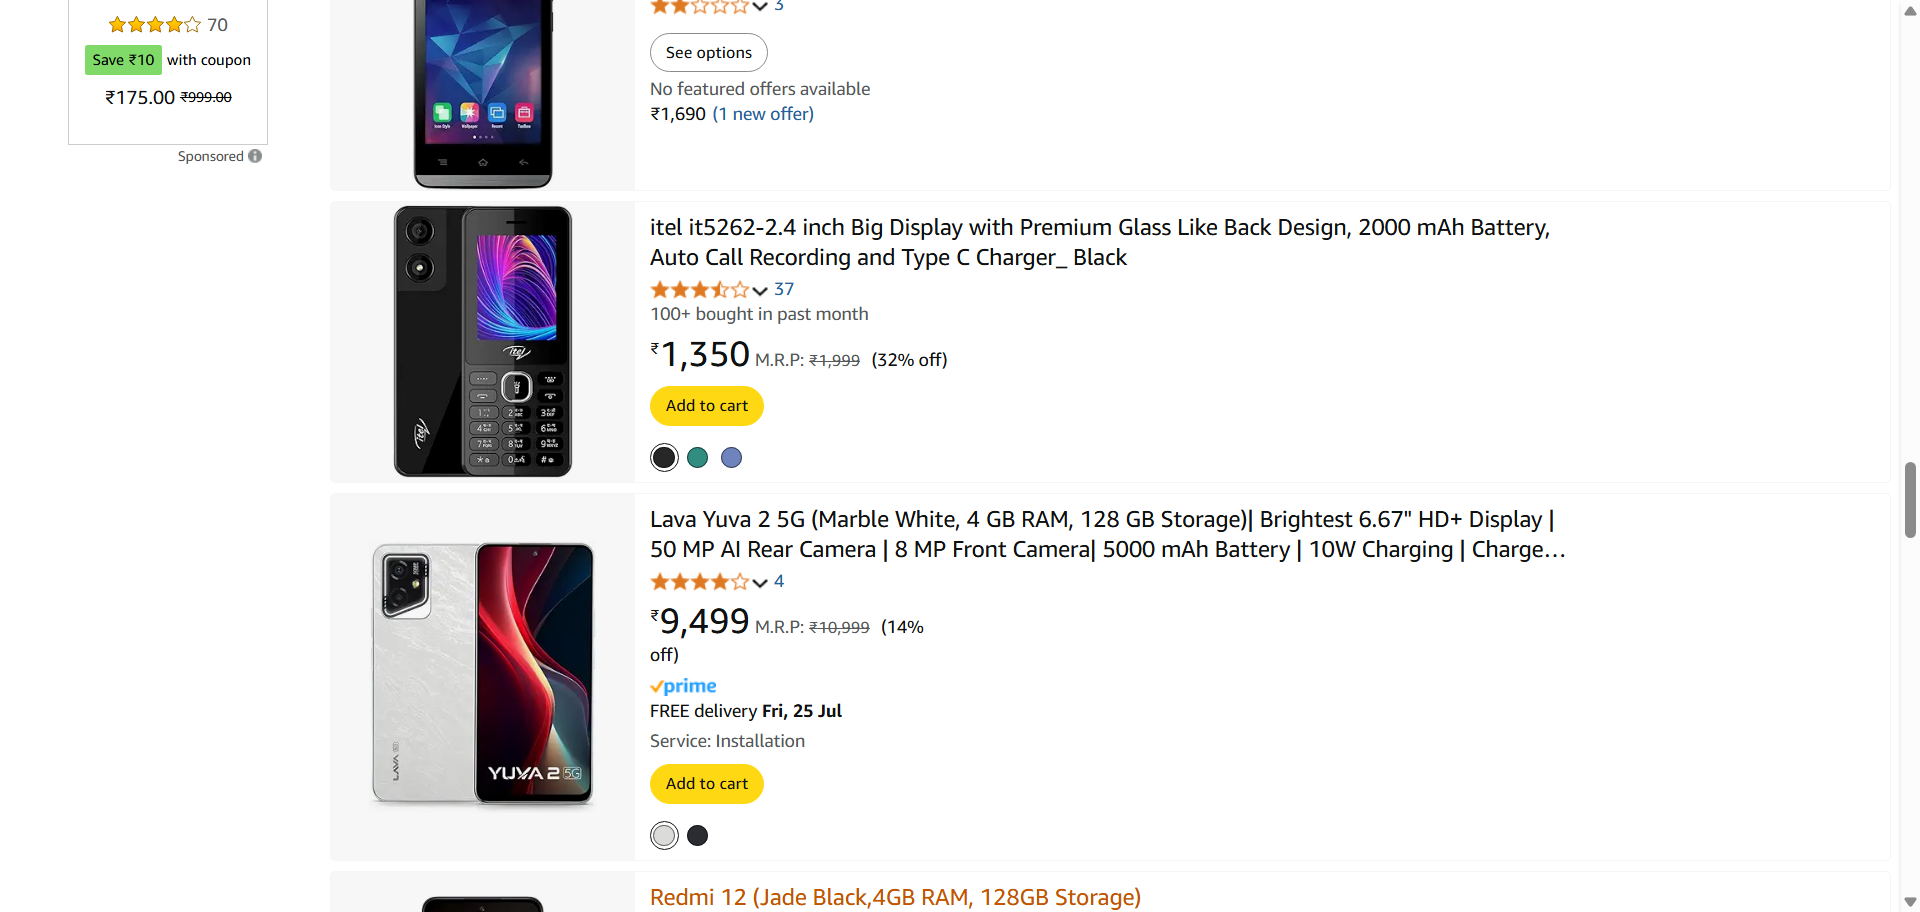 70
Save ₹10 with coupon
₹175.00 ₹999.00
Sponsored
3
See options
No featured offers available
₹1,690 (1 new offer)
itel it5262-2.4 inch Big Display with Premium Glass Like Back Design, 2000 mAh Battery,
Auto Call Recording and Type C Charger_ Black
37
100+ bought in past month
₹1,350 M.R.P: ₹1,999 (32% off)
Add to cart
itel
itel
Lava Yuva 2 5G (Marble White, 4 GB RAM, 128 GB Storage)| Brightest 6.67" HD+ Display |
50 MP AI Rear Camera | 8 MP Front Camera| 5000 mAh Battery | 10W Charging | Charge…
4
₹9,499 M.R.P: ₹10,999 (14%
off)
prime
FREE delivery Fri, 25 Jul
Service: Installation
Add to cart
LAVA 5G
YUVA 2 5G
Redmi 12 (Jade Black,4GB RAM, 128GB Storage)